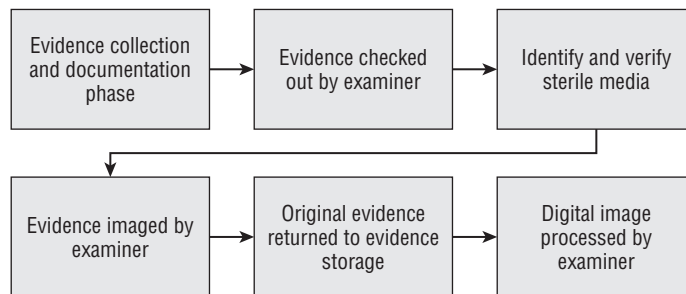 Evidence collection
and documentation
phase
Evidence checked
out by examiner
Identify and verify
sterile media
Evidence imaged by
examiner
Original evidence
returned to evidence
storage
Digital image
processed by
examiner